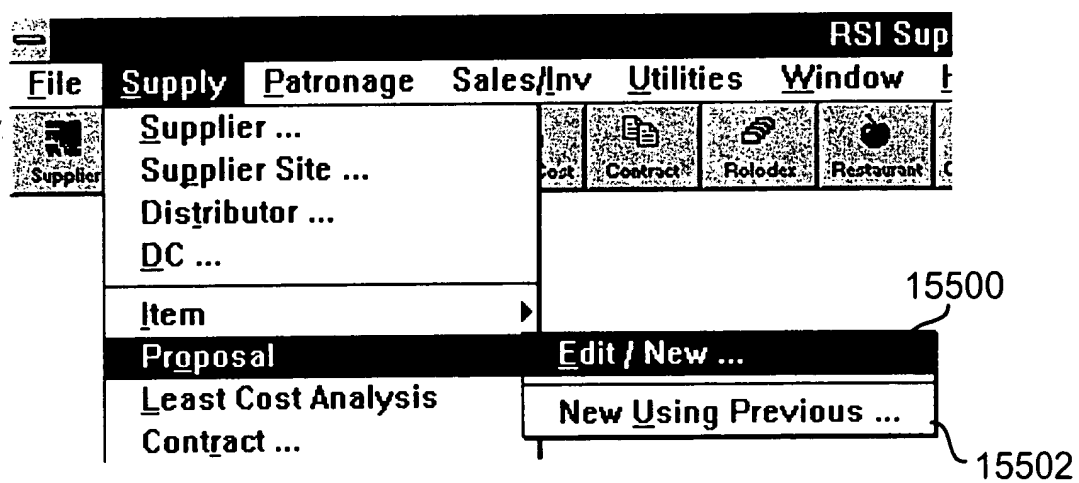 RSI Sup
File Supply Patronage Sales/Inv Utilities Window
Supplier ost Contract Rolodex Restaurant
Supplier ...
Supplier Site ...
Distributor ...
DC ...
Item
Proposal
Least Cost Analysis
Contract ...
15500
Edit / New ...
New Using Previous ...
15502